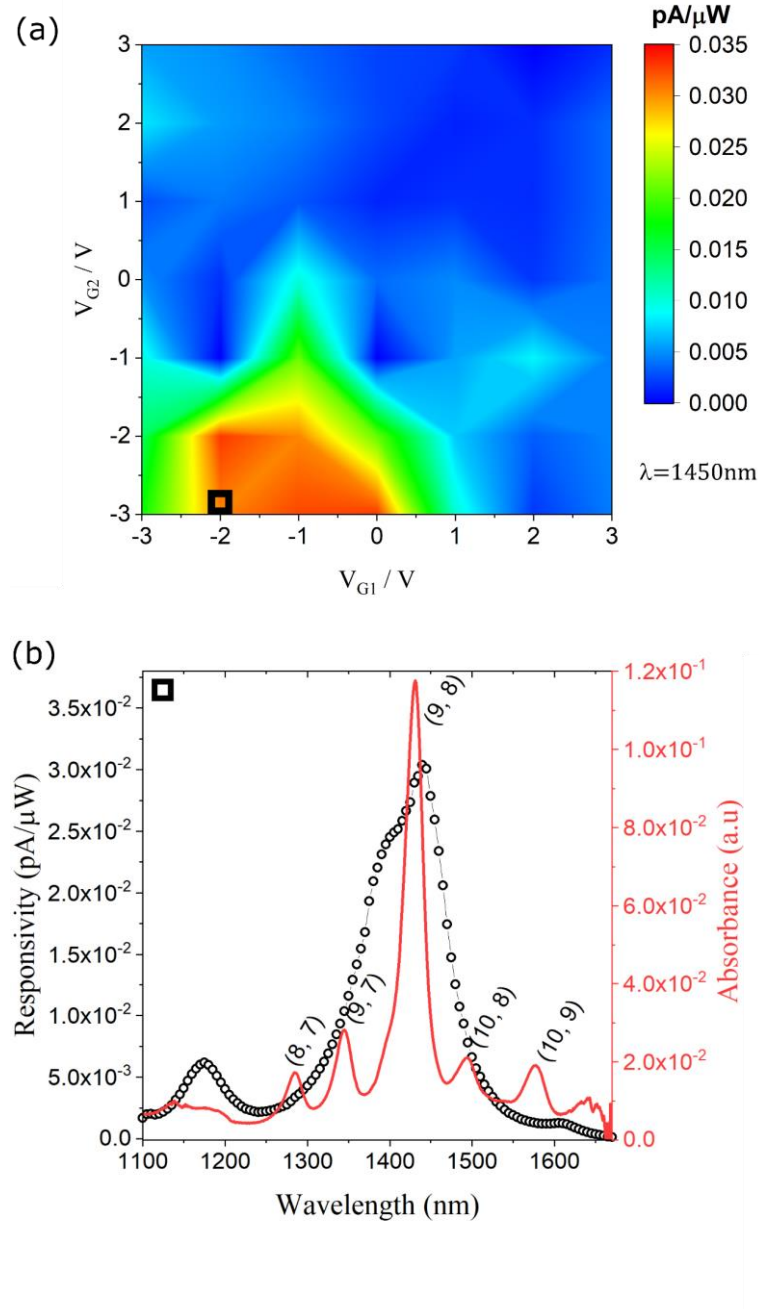 (a)
pA/μW
3
2
1
0
-1
-2
-3
V_G2 / V
-3 -2 -1 0 1 2 3
V_G1 / V
0.035
0.030
0.025
0.020
0.015
0.010
0.005
0.000
λ=1450nm
(b)
3.5x10⁻²
3.0x10⁻²
2.5x10⁻²
2.0x10⁻²
1.5x10⁻²
1.0x10⁻²
5.0x10⁻³
0.0
Responsivity (pA/μW)
(8, 7)
(9, 7)
(9, 8)
(10, 8)
(10, 9)
1.2x10⁻¹
1.0x10⁻¹
8.0x10⁻²
6.0x10⁻²
4.0x10⁻²
2.0x10⁻²
0.0
Absorbance (a.u)
1100 1200 1300 1400 1500 1600
Wavelength (nm)